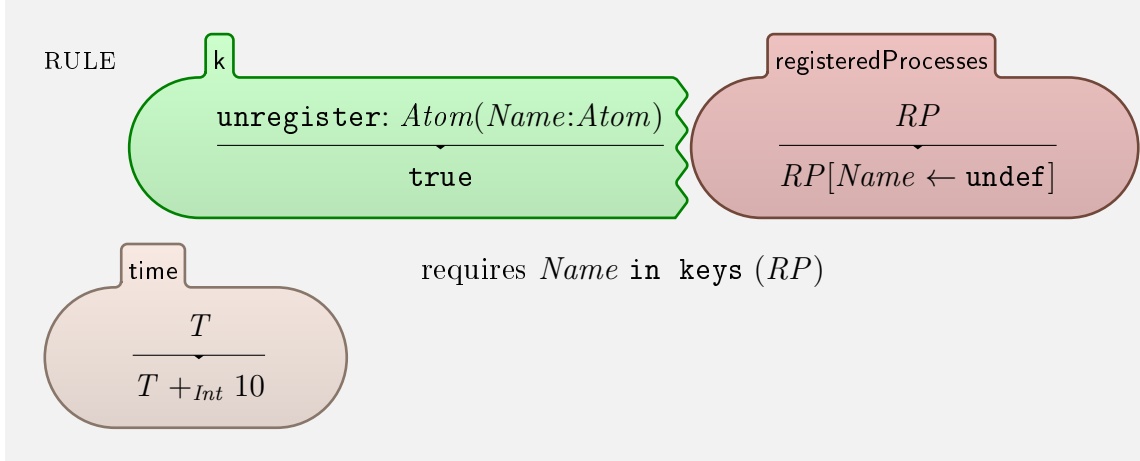 RULE
k
unregister: Atom(Name:Atom)
true
registeredProcesses
RP
RP[Name ← undef]
time
T
T +Int 10
requires Name in keys (RP)